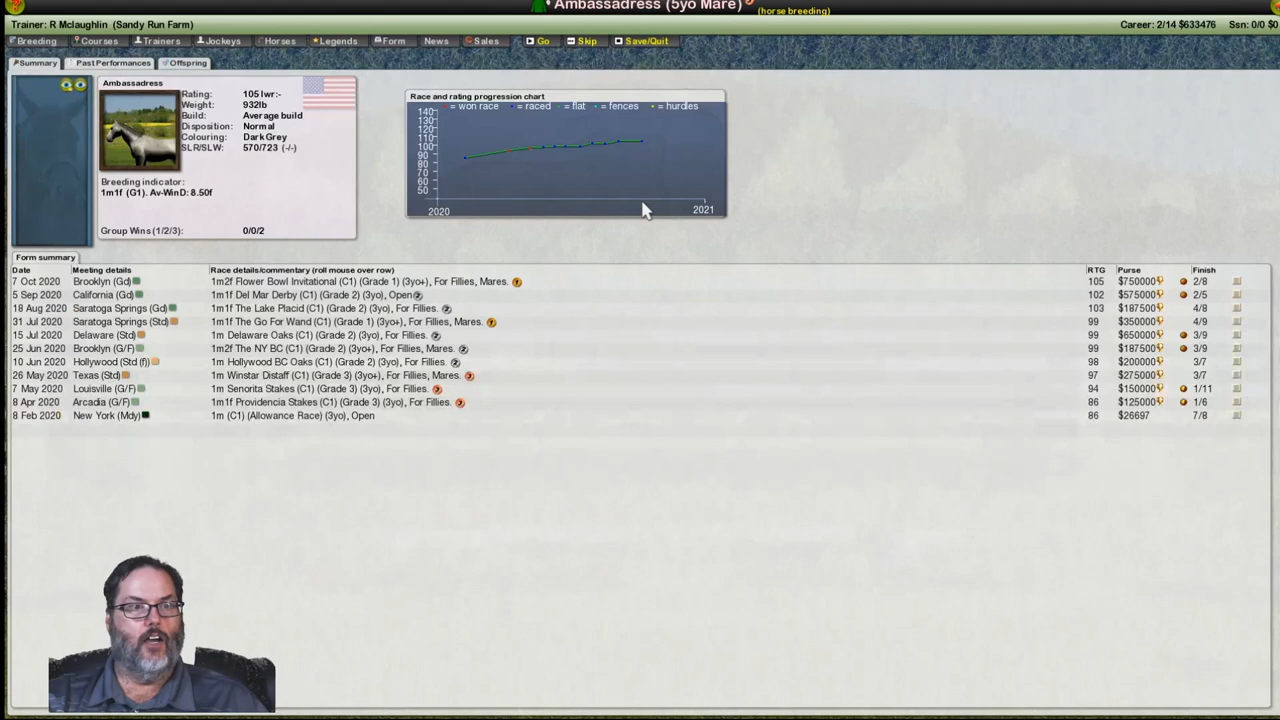 Ambassadress (5yo Mare)
(horse breeding)
Trainer: R Mclaughlin (Sandy Run Farm)
Career: 2/14 $633476 Ssn: 0/0 $0
Breeding Courses Trainers Jockeys Horses Legends Form News Sales Go Skip Save/Quit
Summary Past Performances Offspring
Ambassadress
Rating: 105 lwr:-
Weight: 932lb
Build: Average build
Disposition: Normal
Colouring: Dark Grey
SLR/SLW: 570/723 (-/-)
Breeding indicator:
1m1f (G1). Av-WinD: 8.50f
Group Wins (1/2/3): 0/0/2
Race and rating progression chart
= won race = raced = flat = fences = hurdles
140
130
120
110
100
90
80
70
60
50
2020 2021
Form summary
Date Meeting details Race details/commentary (roll mouse over row) RTG Purse Finish
7 Oct 2020 Brooklyn (Gd) 1m2f Flower Bowl Invitational (C1) (Grade 1) (3yo+), For Fillies, Mares. 105 $750000 2/8
5 Sep 2020 California (Gd) 1m1f Del Mar Derby (C1) (Grade 2) (3yo), Open 102 $575000 2/5
18 Aug 2020 Saratoga Springs (Gd) 1m1f The Lake Placid (C1) (Grade 2) (3yo), For Fillies. 103 $187500 4/8
31 Jul 2020 Saratoga Springs (Std) 1m1f The Go For Wand (C1) (Grade 1) (3yo+), For Fillies, Mares. 99 $350000 4/9
15 Jul 2020 Delaware (Std) 1m Delaware Oaks (C1) (Grade 2) (3yo), For Fillies. 99 $650000 3/9
25 Jun 2020 Brooklyn (G/F) 1m2f The NY BC (C1) (Grade 2) (3yo+), For Fillies, Mares. 99 $187500 3/9
10 Jun 2020 Hollywood (Std (f)) 1m Hollywood BC Oaks (C1) (Grade 2) (3yo), For Fillies. 98 $200000 3/7
26 May 2020 Texas (Std) 1m Winstar Distaff (C1) (Grade 3) (3yo+), For Fillies, Mares. 97 $275000 3/7
7 May 2020 Louisville (G/F) 1m Senorita Stakes (C1) (Grade 3) (3yo), For Fillies. 94 $150000 1/11
8 Apr 2020 Arcadia (G/F) 1m1f Providencia Stakes (C1) (Grade 3) (3yo), For Fillies. 86 $125000 1/6
8 Feb 2020 New York (Mdy) 1m (C1) (Allowance Race) (3yo), Open 86 $26697 7/8